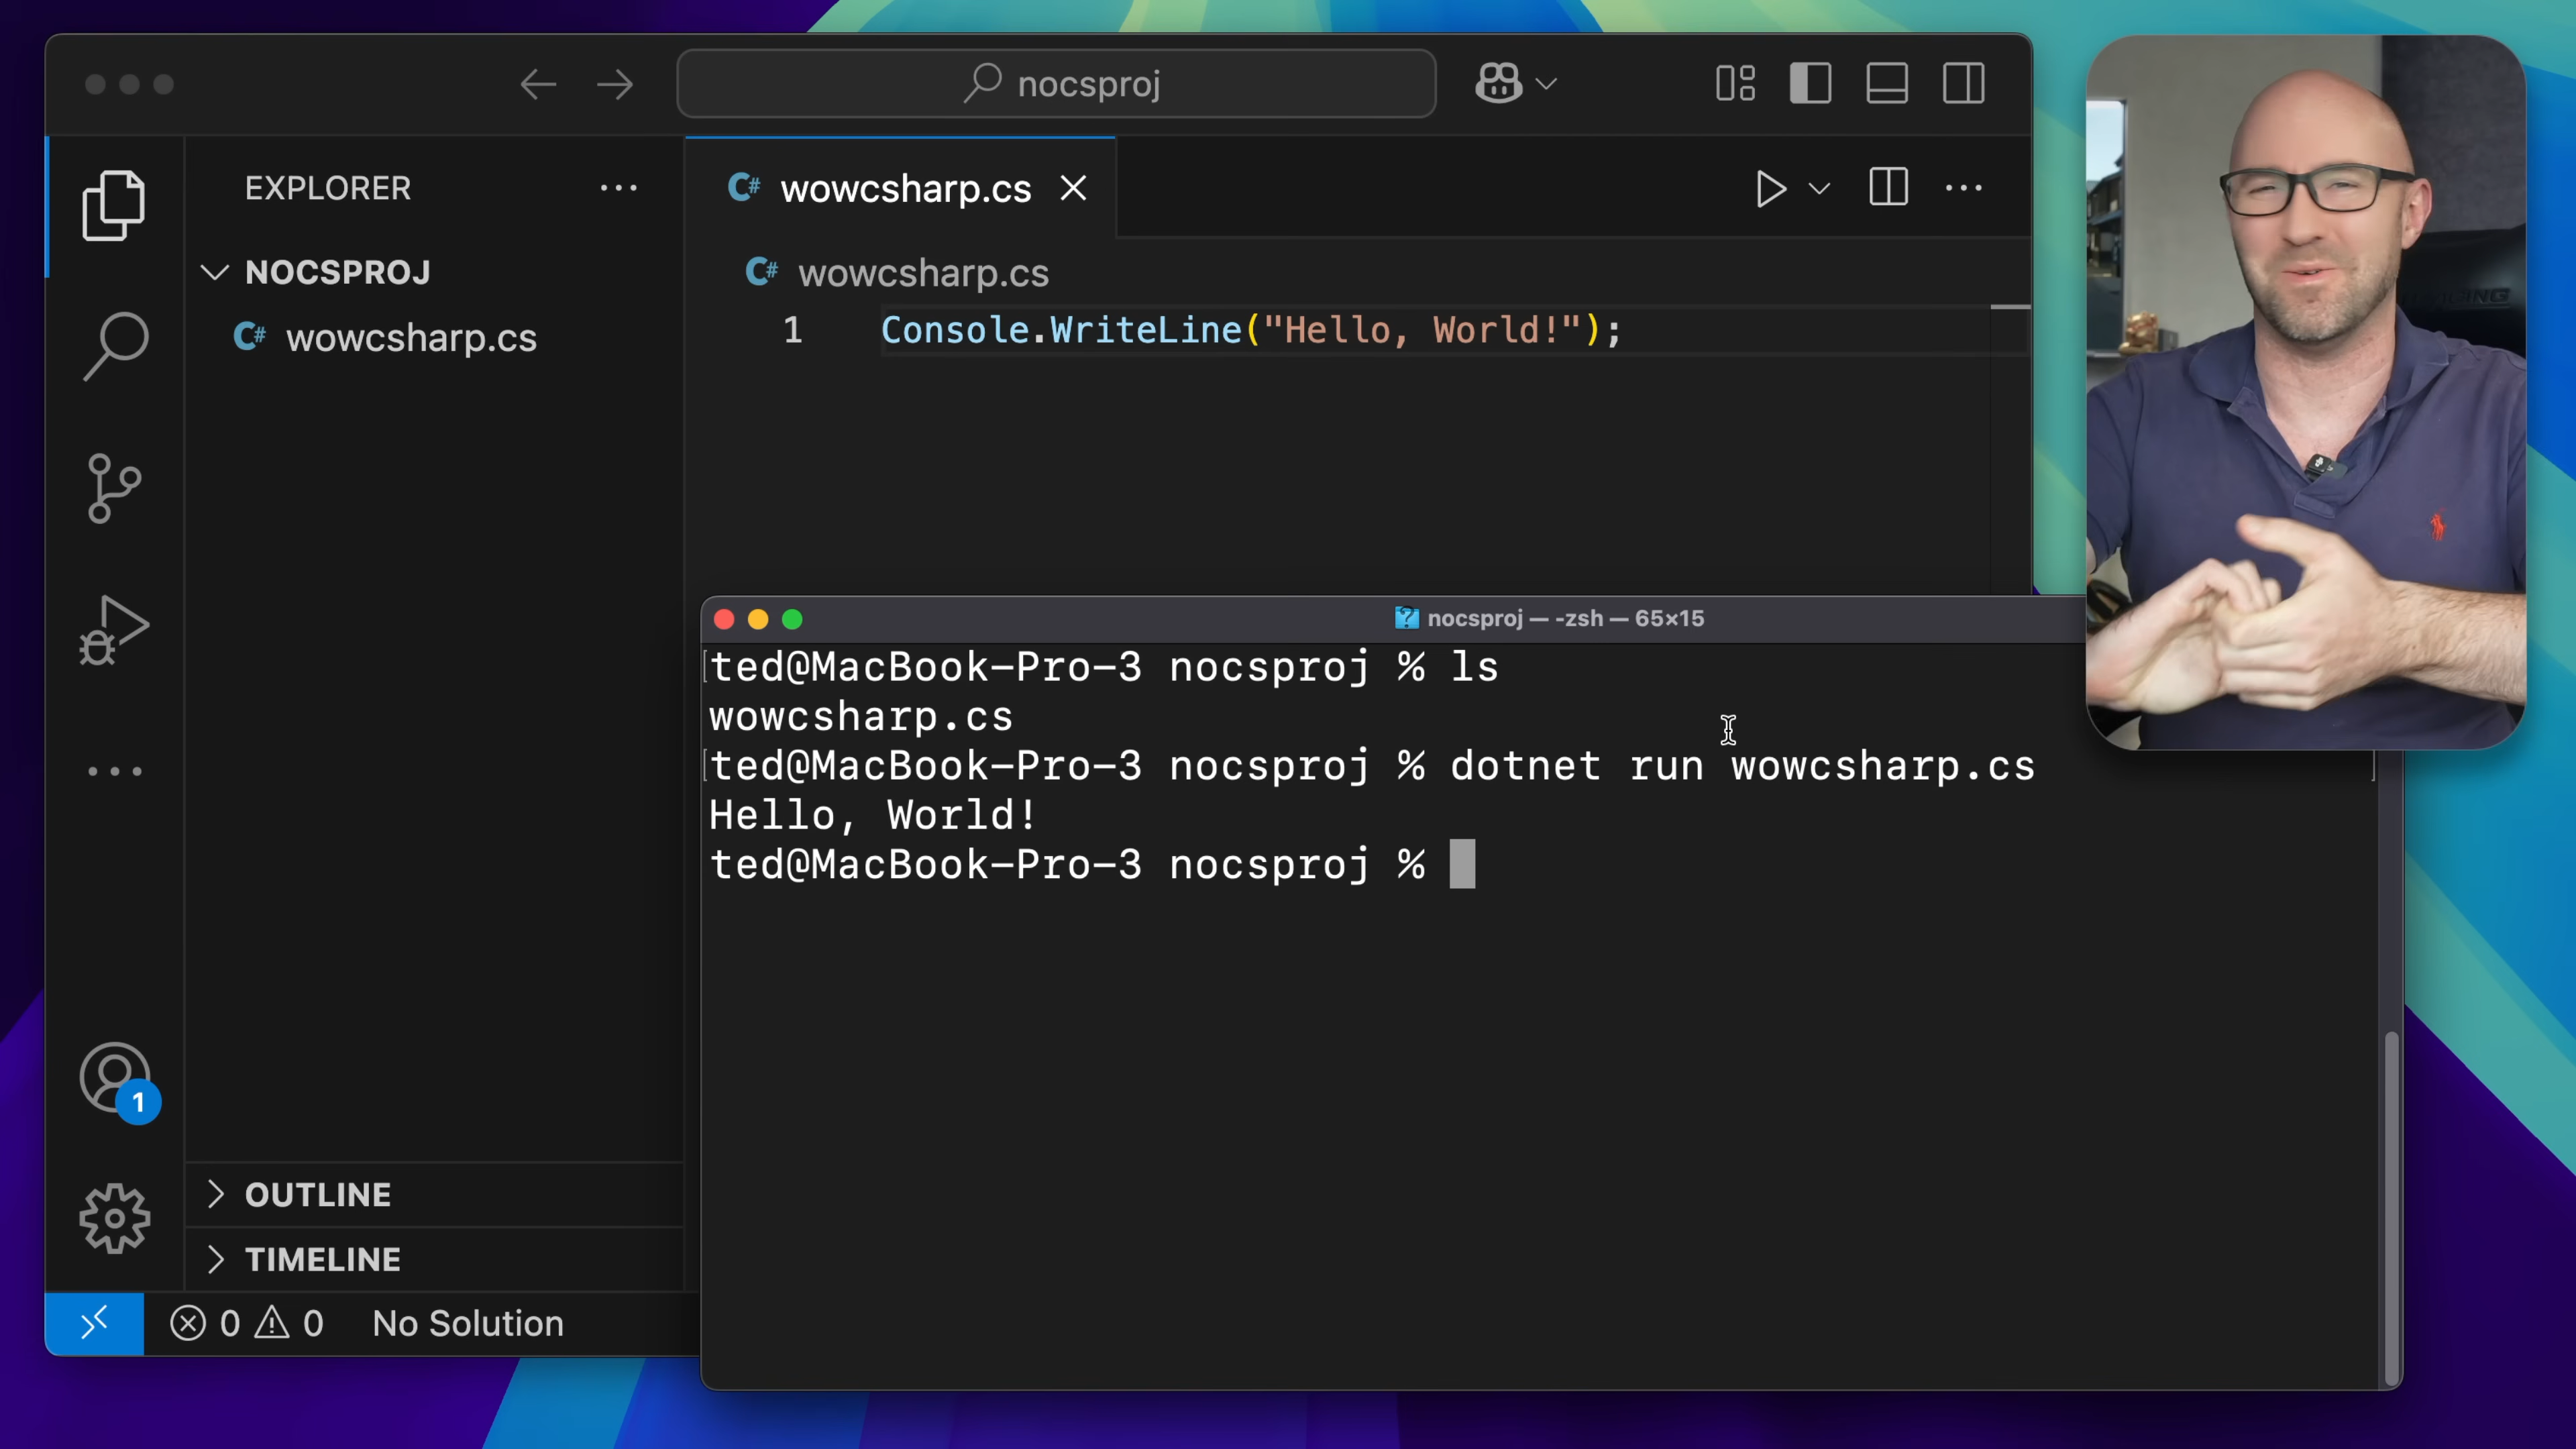 nocsproj
EXPLORER
NOCSPROJ
C# wowcsharp.cs
C# wowcsharp.cs
C# wowcsharp.cs
1 Console.WriteLine("Hello, World!");
1
OUTLINE
TIMELINE
0 0 No Solution
nocsproj — -zsh — 65×15
ted@MacBook-Pro-3 nocsproj % ls
wowcsharp.cs
ted@MacBook-Pro-3 nocsproj % dotnet run wowcsharp.cs
Hello, World!
ted@MacBook-Pro-3 nocsproj %